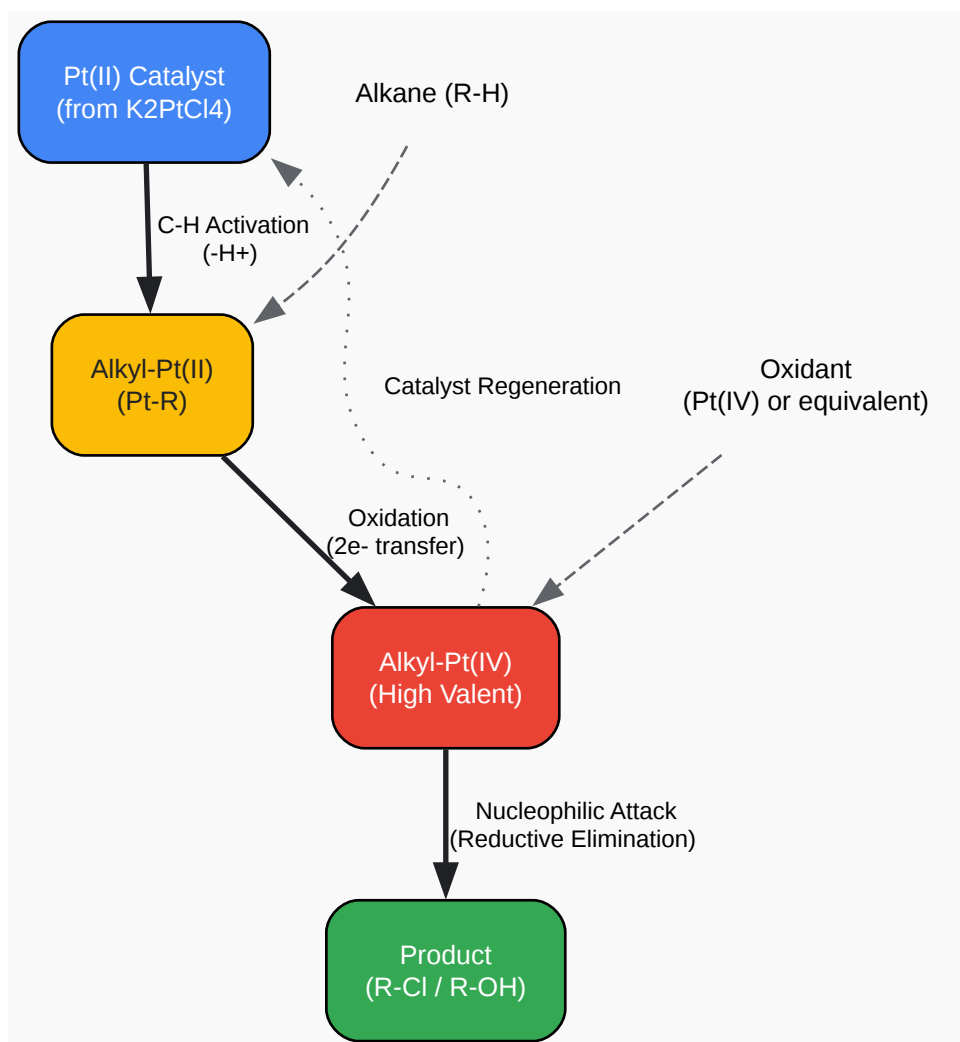 Pt(II) Catalyst
(from K2PtCl4)
Alkane (R-H)
C-H Activation
(-H+)
Alkyl-Pt(II)
(Pt-R)
Catalyst Regeneration
Oxidant
(Pt(IV) or equivalent)
Oxidation
(2e- transfer)
Alkyl-Pt(IV)
(High Valent)
Nucleophilic Attack
(Reductive Elimination)
Product
(R-Cl / R-OH)